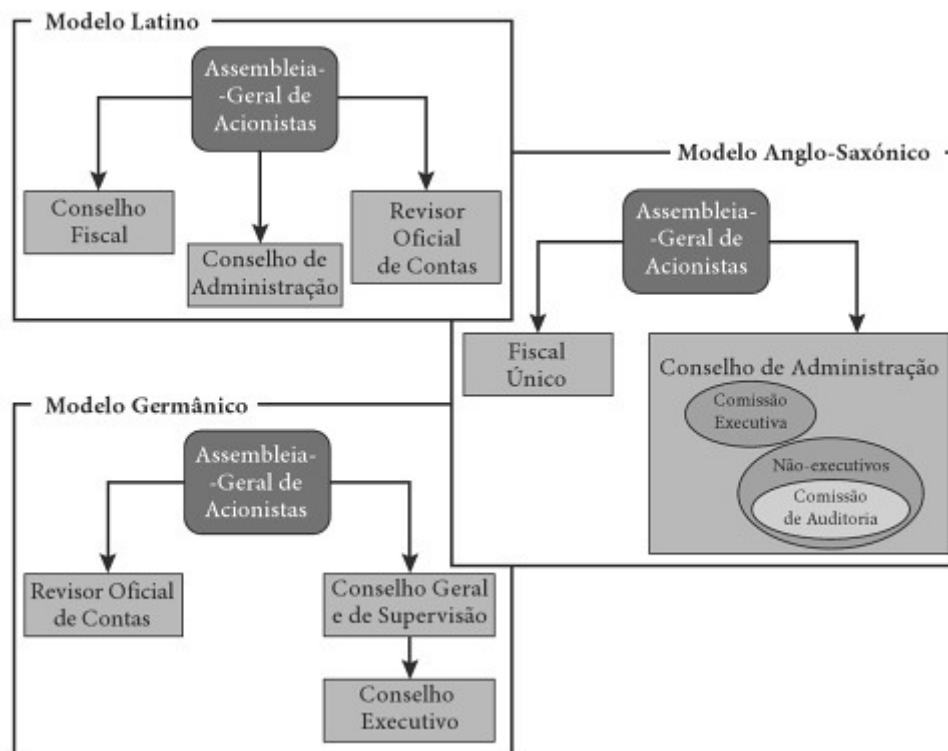 Modelo Latino
Assembleia-
-Geral de
Acionistas
Conselho
Fiscal
Conselho de
Administração
Revisor
Oficial
de Contas
Modelo Anglo-Saxónico
Assembleia-
-Geral de
Acionistas
Fiscal
Único
Conselho de Administração
Comissão
Executiva
Não-executivos
Comissão
de Auditoria
Modelo Germânico
Assembleia-
-Geral de
Acionistas
Revisor Oficial
de Contas
Conselho Geral
e de Supervisão
Conselho
Executivo